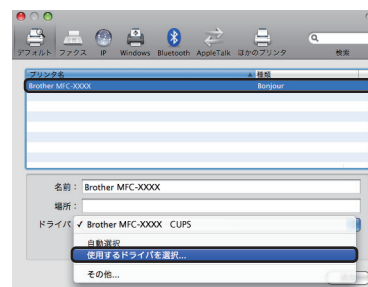 デフォルト ファクス IP Windows Bluetooth AppleTalk ほかのプリンタ 検索
プリンタ名 種類
Brother MFC-XXXX Bonjour
名前： Brother MFC-XXXX
場所：
ドライバ ✓ Brother MFC-XXXX CUPS
自動選択
使用するドライバを選択...
その他...